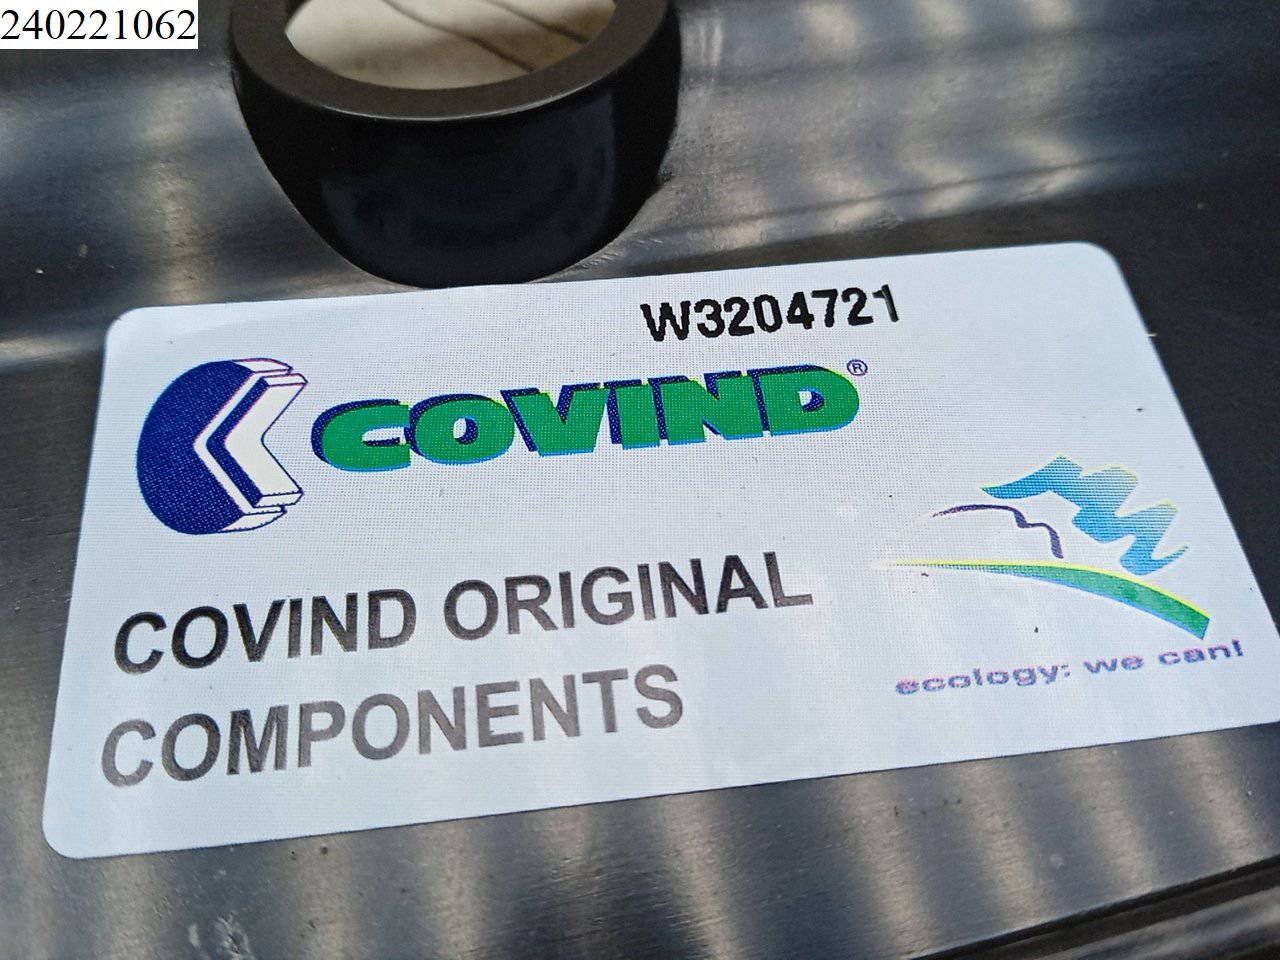 240221062
W3204721
COVIND®
COVIND ORIGINAL
COMPONENTS
ecology: we can!